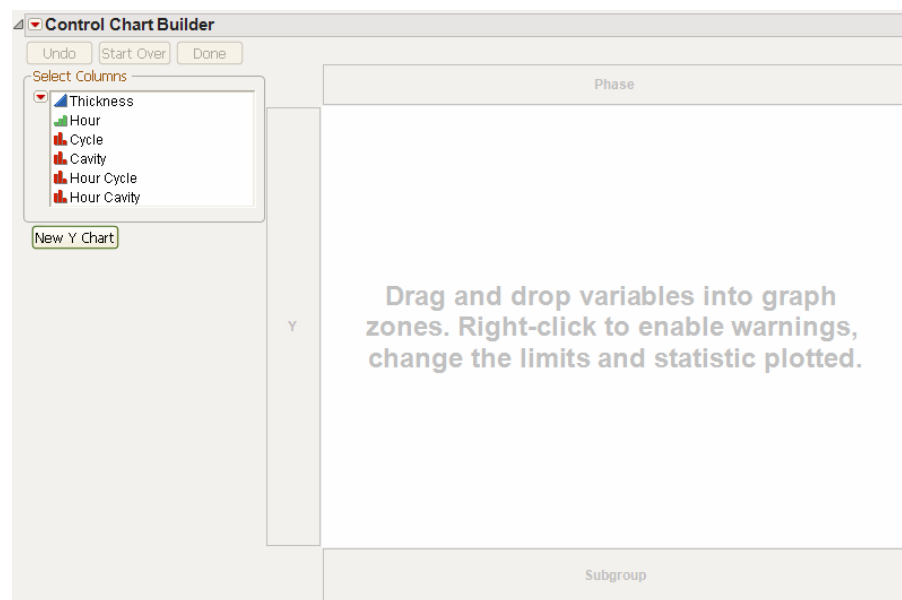 Control Chart Builder
Undo Start Over Done
Select Columns
Thickness
Hour
Cycle
Cavity
Hour Cycle
Hour Cavity
New Y Chart
Phase
Y
Drag and drop variables into graph
zones. Right-click to enable warnings,
change the limits and statistic plotted.
Subgroup